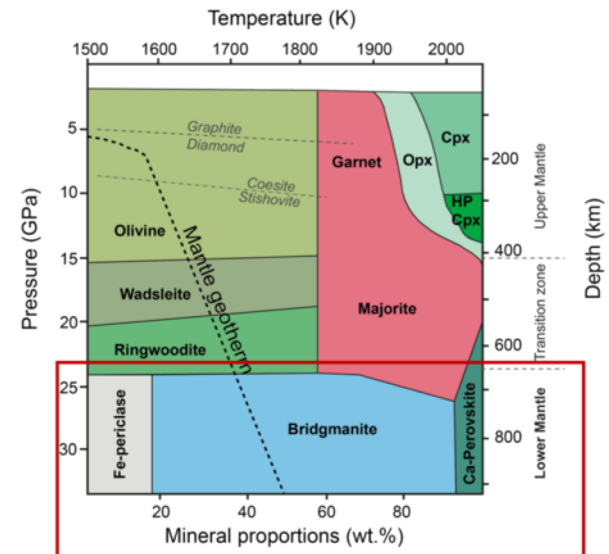 Temperature (K)
1500 1600 1700 1800 1900 2000
Pressure (GPa)
5
10
15
20
25
30
Graphite
Diamond
Coesite
Stishovite
Olivine
Wadsleite
Ringwoodite
Mantle geotherm
Garnet
Opx
Cpx
HP
Cpx
Majorite
Fe-periclase
Bridgmanite
Ca-Perovskite
200
400
600
800
Upper Mantle
Transition zone
Lower Mantle
Depth (km)
20 40 60 80
Mineral proportions (wt.%)